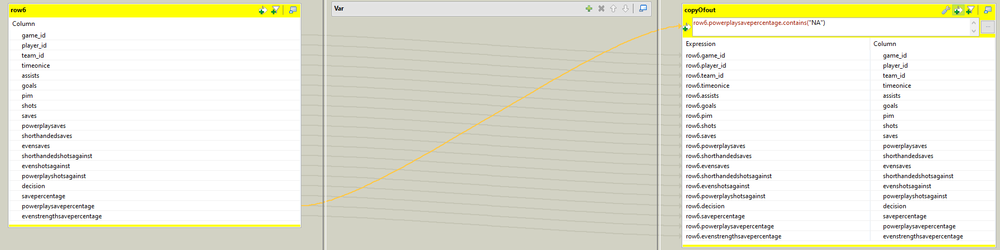 row6
Column
game_id
player_id
team_id
timeonice
assists
goals
pim
shots
saves
powerplaysaves
shorthandedsaves
evensaves
shorthandedshotsagainst
evenshotsagainst
powerplayshotsagainst
decision
savepercentage
powerplaysavepercentage
evenstrengthsavepercentage
Var
copyOfout
row6.powerplaysavepercentage.contains("NA")
...
Expression Column
row6.game_id game_id
row6.player_id player_id
row6.team_id team_id
row6.timeonice timeonice
row6.assists assists
row6.goals goals
row6.pim pim
row6.shots shots
row6.saves saves
row6.powerplaysaves powerplaysaves
row6.shorthandedsaves shorthandedsaves
row6.evensaves evensaves
row6.shorthandedshotsagainst shorthandedshotsagainst
row6.evenshotsagainst evenshotsagainst
row6.powerplayshotsagainst powerplayshotsagainst
row6.decision decision
row6.savepercentage savepercentage
row6.powerplaysavepercentage powerplaysavepercentage
row6.evenstrengthsavepercentage evenstrengthsavepercentage